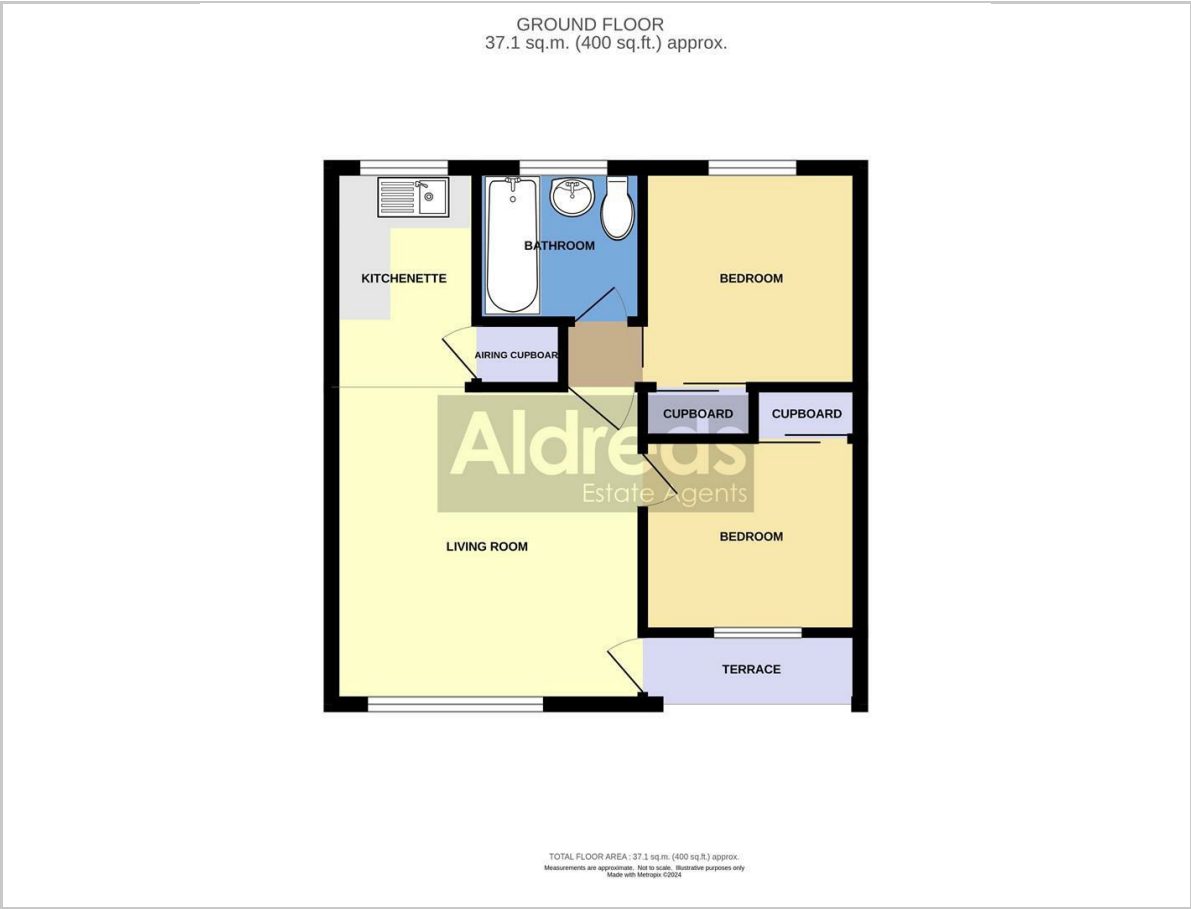 GROUND FLOOR
37.1 sq.m. (400 sq.ft.) approx.
BATHROOM
KITCHENETTE
BEDROOM
AIRING CUPBOAR
CUPBOARD
CUPBOARD
Aldreds
Estate Agents
BEDROOM
LIVING ROOM
TERRACE
TOTAL FLOOR AREA : 37.1 sq.m. (400 sq.ft.) approx.
Measurements are approximate. Not to scale. Illustrative purposes only
Made with Metropix ©2024